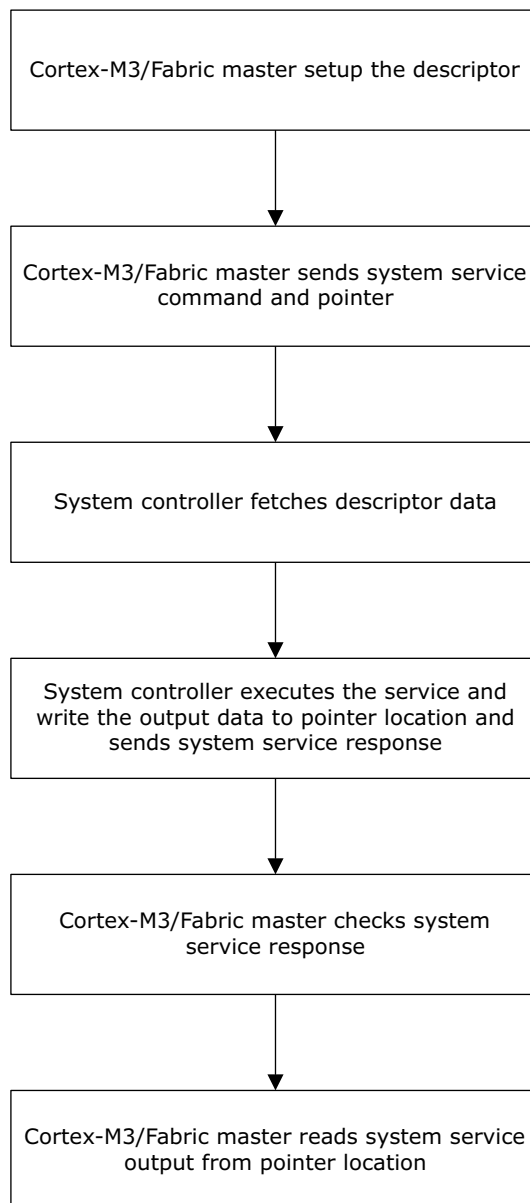 Cortex-M3/Fabric master setup the descriptor
Cortex-M3/Fabric master sends system service
command and pointer
System controller fetches descriptor data
System controller executes the service and
write the output data to pointer location and
sends system service response
Cortex-M3/Fabric master checks system
service response
Cortex-M3/Fabric master reads system service
output from pointer location